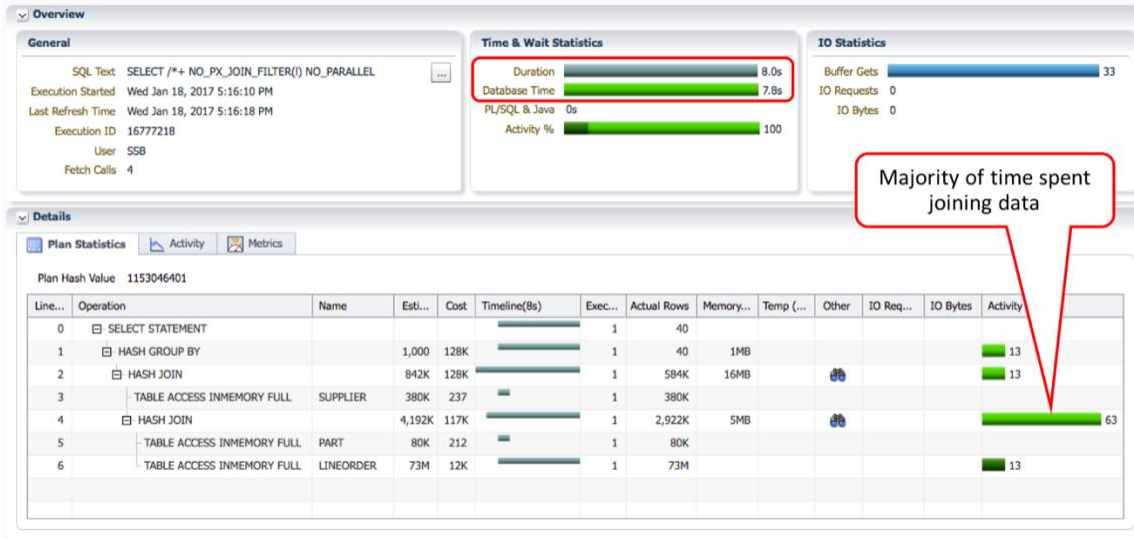 Overview
General
SQL Text SELECT /*+ NO_PX_JOIN_FILTER(l) NO_PARALLEL ...
Execution Started Wed Jan 18, 2017 5:16:10 PM
Last Refresh Time Wed Jan 18, 2017 5:16:18 PM
Execution ID 16777218
User SSB
Fetch Calls 4
Time & Wait Statistics
Duration 8.0s
Database Time 7.8s
PL/SQL & Java 0s
Activity % 100
IO Statistics
Buffer Gets 33
IO Requests 0
IO Bytes 0
Majority of time spent
joining data
Details
Plan Statistics Activity Metrics
Plan Hash Value 1153046401
Line... Operation Name Esti... Cost Timeline(8s) Exec... Actual Rows Memory... Temp (... Other IO Req... IO Bytes Activity
0 SELECT STATEMENT 1 40
1 HASH GROUP BY 1,000 128K 1 40 1MB 13
2 HASH JOIN 842K 128K 1 584K 16MB 13
3 TABLE ACCESS INMEMORY FULL SUPPLIER 380K 237 1 380K
4 HASH JOIN 4,192K 117K 1 2,922K 5MB 63
5 TABLE ACCESS INMEMORY FULL PART 80K 212 1 80K
6 TABLE ACCESS INMEMORY FULL LINEORDER 73M 12K 1 73M 13